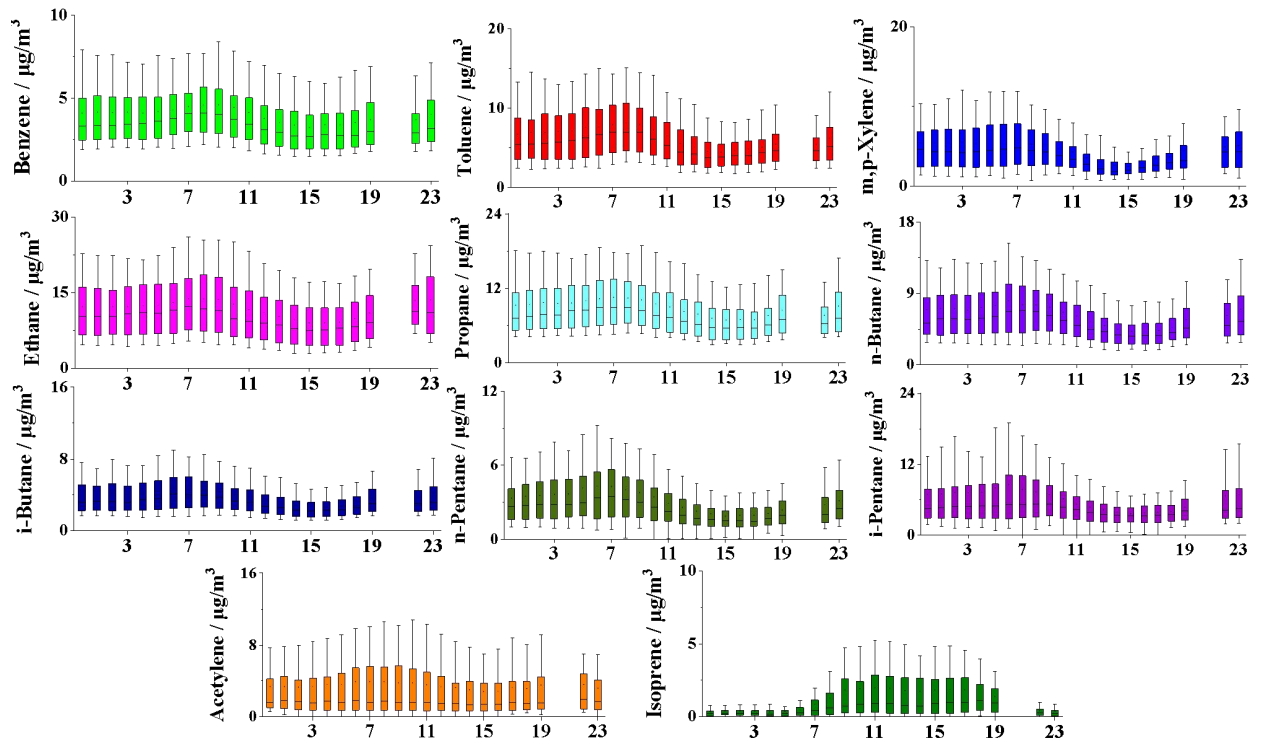 Benzene / μg/m³
10
5
0
3 7 11 15 19 23
Toluene / μg/m³
20
10
0
3 7 11 15 19 23
m,p-Xylene / μg/m³
20
10
0
3 7 11 15 19 23
Ethane / μg/m³
30
15
0
3 7 11 15 19 23
Propane / μg/m³
24
12
0
3 7 11 15 19 23
n-Butane / μg/m³
18
9
0
3 7 11 15 19 23
i-Butane / μg/m³
16
8
0
3 7 11 15 19 23
n-Pentane / μg/m³
12
6
0
3 7 11 15 19 23
i-Pentane / μg/m³
24
12
0
3 7 11 15 19 23
Acetylene / μg/m³
16
8
0
3 7 11 15 19 23
Isoprene / μg/m³
10
5
0
3 7 11 15 19 23